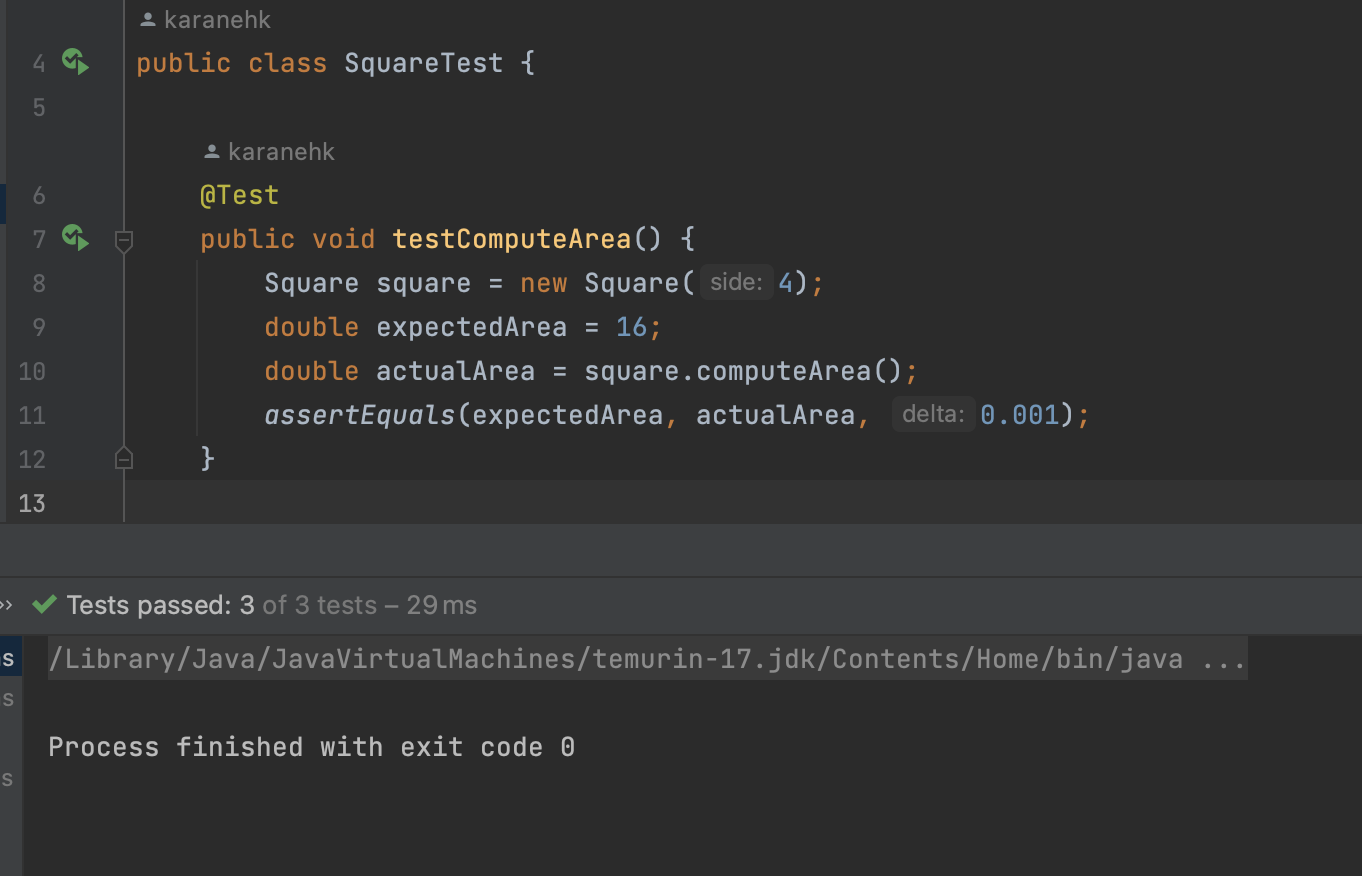 karanehk
4 public class SquareTest {
5
karanehk
6 @Test
7 public void testComputeArea() {
8 Square square = new Square( side: 4);
9 double expectedArea = 16;
10 double actualArea = square.computeArea();
11 assertEquals(expectedArea, actualArea, delta: 0.001);
12 }
13
Tests passed: 3 of 3 tests – 29 ms
s /Library/Java/JavaVirtualMachines/temurin-17.jdk/Contents/Home/bin/java ...
s
Process finished with exit code 0
s